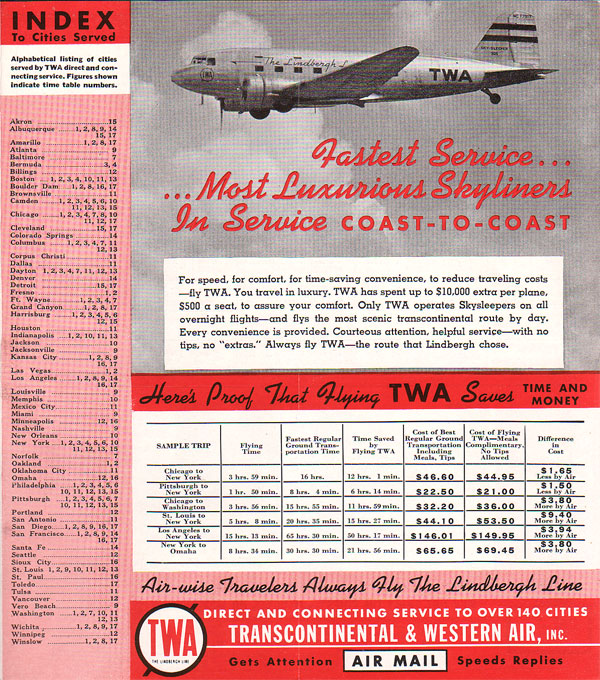 INDEX
To Cities Served
Alphabetical listing of cities
served by TWA direct and con-
necting service. Figures shown
indicate time table numbers.
Akron 15
Albuquerque 1, 2, 8, 9, 14
15, 17
Amarillo 1, 2, 8, 17
Atlanta 9
Baltimore 7
Bermuda 3, 4
Billings 12
Boston 1, 2, 3, 4, 10, 11, 13
Boulder Dam 1, 2, 8, 16, 17
Brownsville 11
Camden 1, 2, 3, 4, 5, 6, 10
11, 12, 13, 15
Chicago 1, 2, 3, 4, 7, 8, 10
11, 12, 17
Cleveland 15, 17
Colorado Springs 14
Columbus 1, 2, 3, 4, 7, 11
12, 13
Corpus Christi 11
Dallas 11
Dayton 1, 2, 3, 4, 7, 11, 12, 13
Denver 14
Detroit 15, 17
Fresno 1, 2
Ft. Wayne 1, 2, 3, 4, 7
Grand Canyon 1, 2, 8, 17
Harrisburg 1, 2, 3, 4, 5, 6
12, 15
Houston 11
Indianapolis 1, 2, 10, 11, 13
Jackson 10
Jacksonville 9
Kansas City 1, 2, 8, 9
16, 17
Las Vegas 1, 2
Los Angeles 1, 2, 8, 9, 14
16, 17
Louisville 9
Memphis 10
Mexico City 11
Miami 9
Minneapolis 12, 16
Nashville 9
New Orleans 10
New York 1, 2, 3, 4, 5, 6, 10
11, 12, 13, 15
Norfolk 7
Oakland 1, 2
Oklahoma City 11
Omaha 12, 16
Philadelphia 1, 2, 3, 4, 5, 6
10, 11, 12, 13, 15
Pittsburgh 1, 2, 3, 4, 5, 6, 7
10, 11, 12, 13, 15
Portland 12
San Antonio 11
San Diego 1, 2, 8, 9, 16, 17
San Francisco 1, 2, 8, 9, 14
16, 17
Santa Fe 14
Seattle 12
Sioux City 16
St. Louis 1, 2, 9, 10, 11, 12, 13
St. Paul 16
Toledo 17
Tulsa 11
Vancouver 12
Vero Beach 9
Washington 1, 2, 7, 10, 11
12, 13
Wichita 1, 2, 8, 9, 17
Winnipeg 12
Winslow 1, 2, 8, 17
TWA
The Lindbergh L
TWA
Fastest Service...
...Most Luxurious Skyliners
In Service COAST-TO-COAST
For speed, for comfort, for time-saving convenience, to reduce traveling costs
—fly TWA. You travel in luxury. TWA has spent up to $10,000 extra per plane,
$500 a seat, to assure your comfort. Only TWA operates Skysleepers on all
overnight flights—and flys the most scenic transcontinental route by day.
Every convenience is provided. Courteous attention, helpful service—with no
tips, no "extras." Always fly TWA—the route that Lindbergh chose.
Here's Proof That Flying TWA Saves TIME AND MONEY
SAMPLE TRIP | Flying Time | Fastest Regular Ground Trans- portation Time | Time Saved by Flying TWA | Cost of Best Regular Ground Transportation Including Meals, Tips | Cost of Flying TWA—Meals Complimentary, No Tips Allowed | Difference in Cost
Chicago to New York 3 hrs. 59 min. 16 hrs. 12 hrs. 1 min. $46.60 $44.95 $1.65 Less by Air
Pittsburgh to New York 1 hr. 50 min. 8 hrs. 4 min. 6 hrs. 14 min. $22.50 $21.00 $1.50 Less by Air
Chicago to Washington 3 hrs. 56 min. 15 hrs. 55 min. 11 hrs. 59 min. $32.20 $36.00 $3.80 More by Air
St. Louis to New York 5 hrs. 8 min. 20 hrs. 35 min. 15 hrs. 27 min. $44.10 $53.50 $9.40 More by Air
Los Angeles to New York 15 hrs. 13 min. 65 hrs. 30 min. 50 hrs. 17 min. $146.01 $149.95 $3.94 More by Air
New York to Omaha 8 hrs. 34 min. 30 hrs. 30 min. 21 hrs. 56 min. $65.65 $69.45 $3.80 More by Air
Air-wise Travelers Always Fly The Lindbergh Line
TWA
THE LINDBERGH LINE
DIRECT AND CONNECTING SERVICE TO OVER 140 CITIES
TRANSCONTINENTAL & WESTERN AIR, INC.
Gets Attention AIR MAIL Speeds Replies